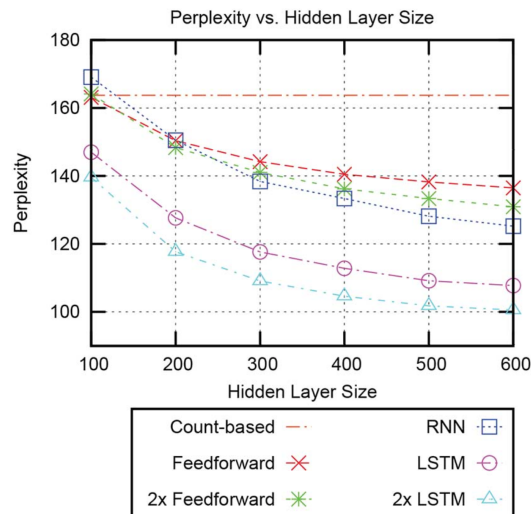 Perplexity vs. Hidden Layer Size
180
160
140
120
100
Perplexity
100 200 300 400 500 600
Hidden Layer Size
Count-based RNN
Feedforward LSTM
2x Feedforward 2x LSTM